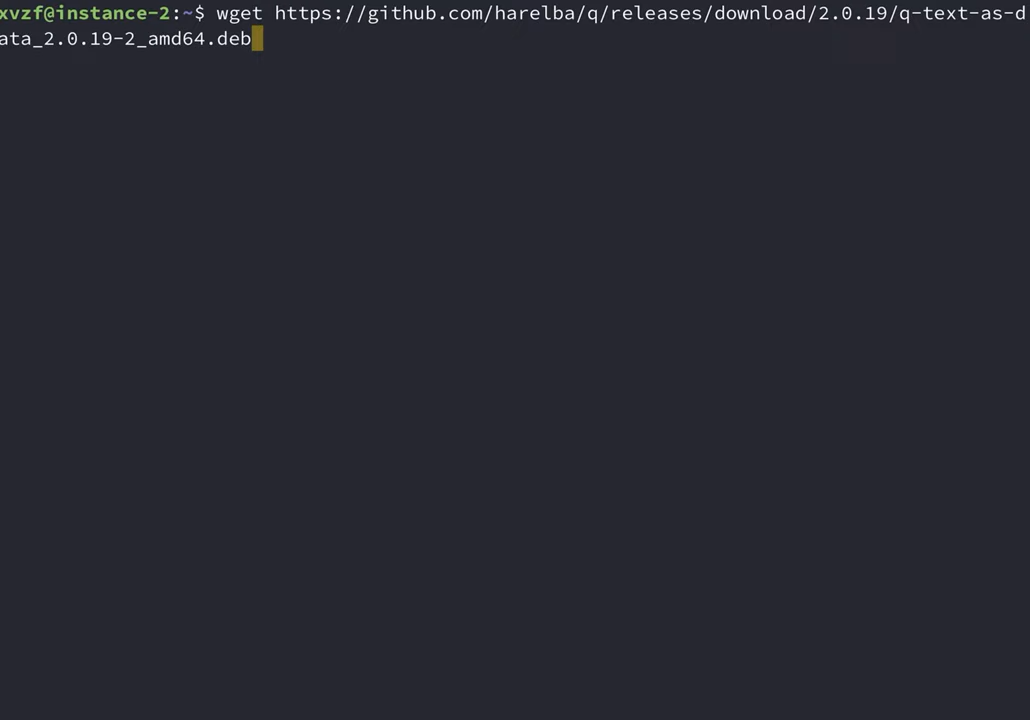 xvzf@instance-2:~$ wget https://github.com/harelba/q/releases/download/2.0.19/q-text-as-d
ata_2.0.19-2_amd64.deb